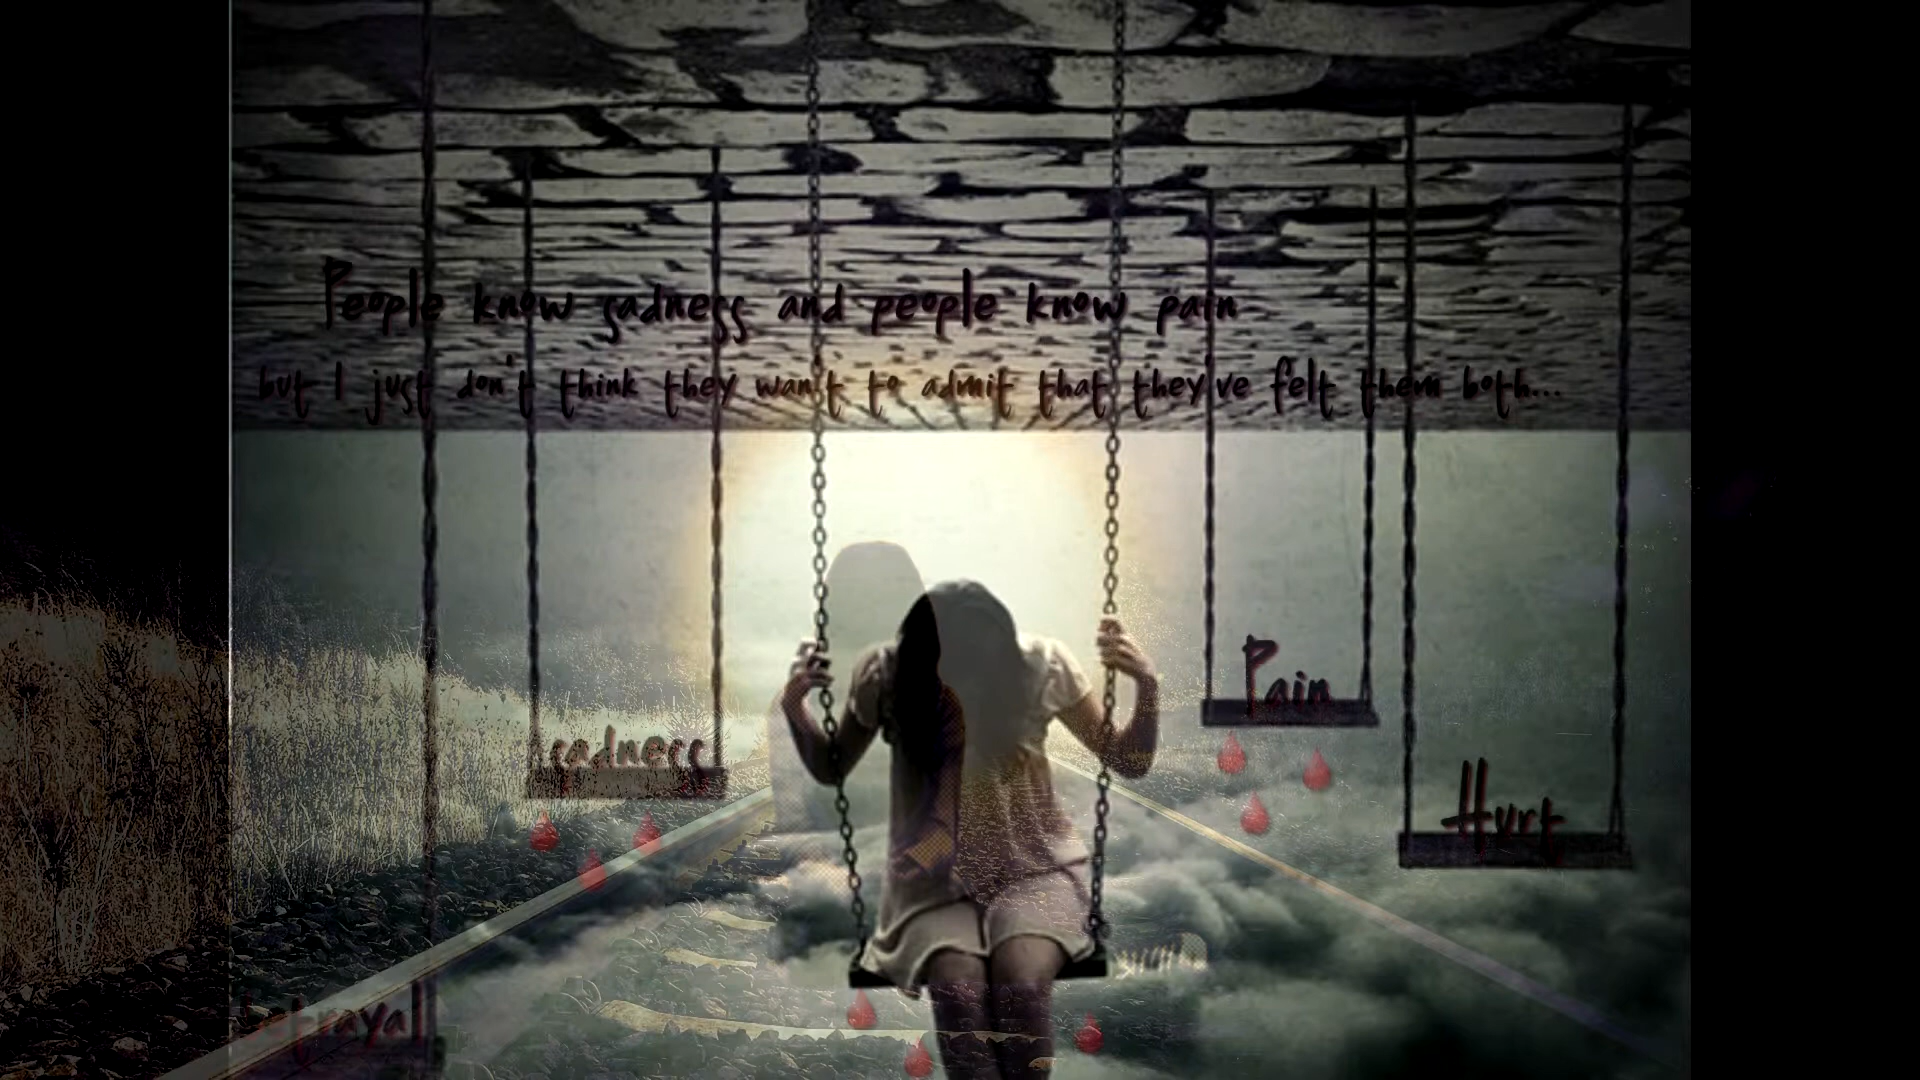 People know sadness and people know pain
but I just don't think they want to admit that they've felt them both...
Pain
sadness
Hurt
Betrayal